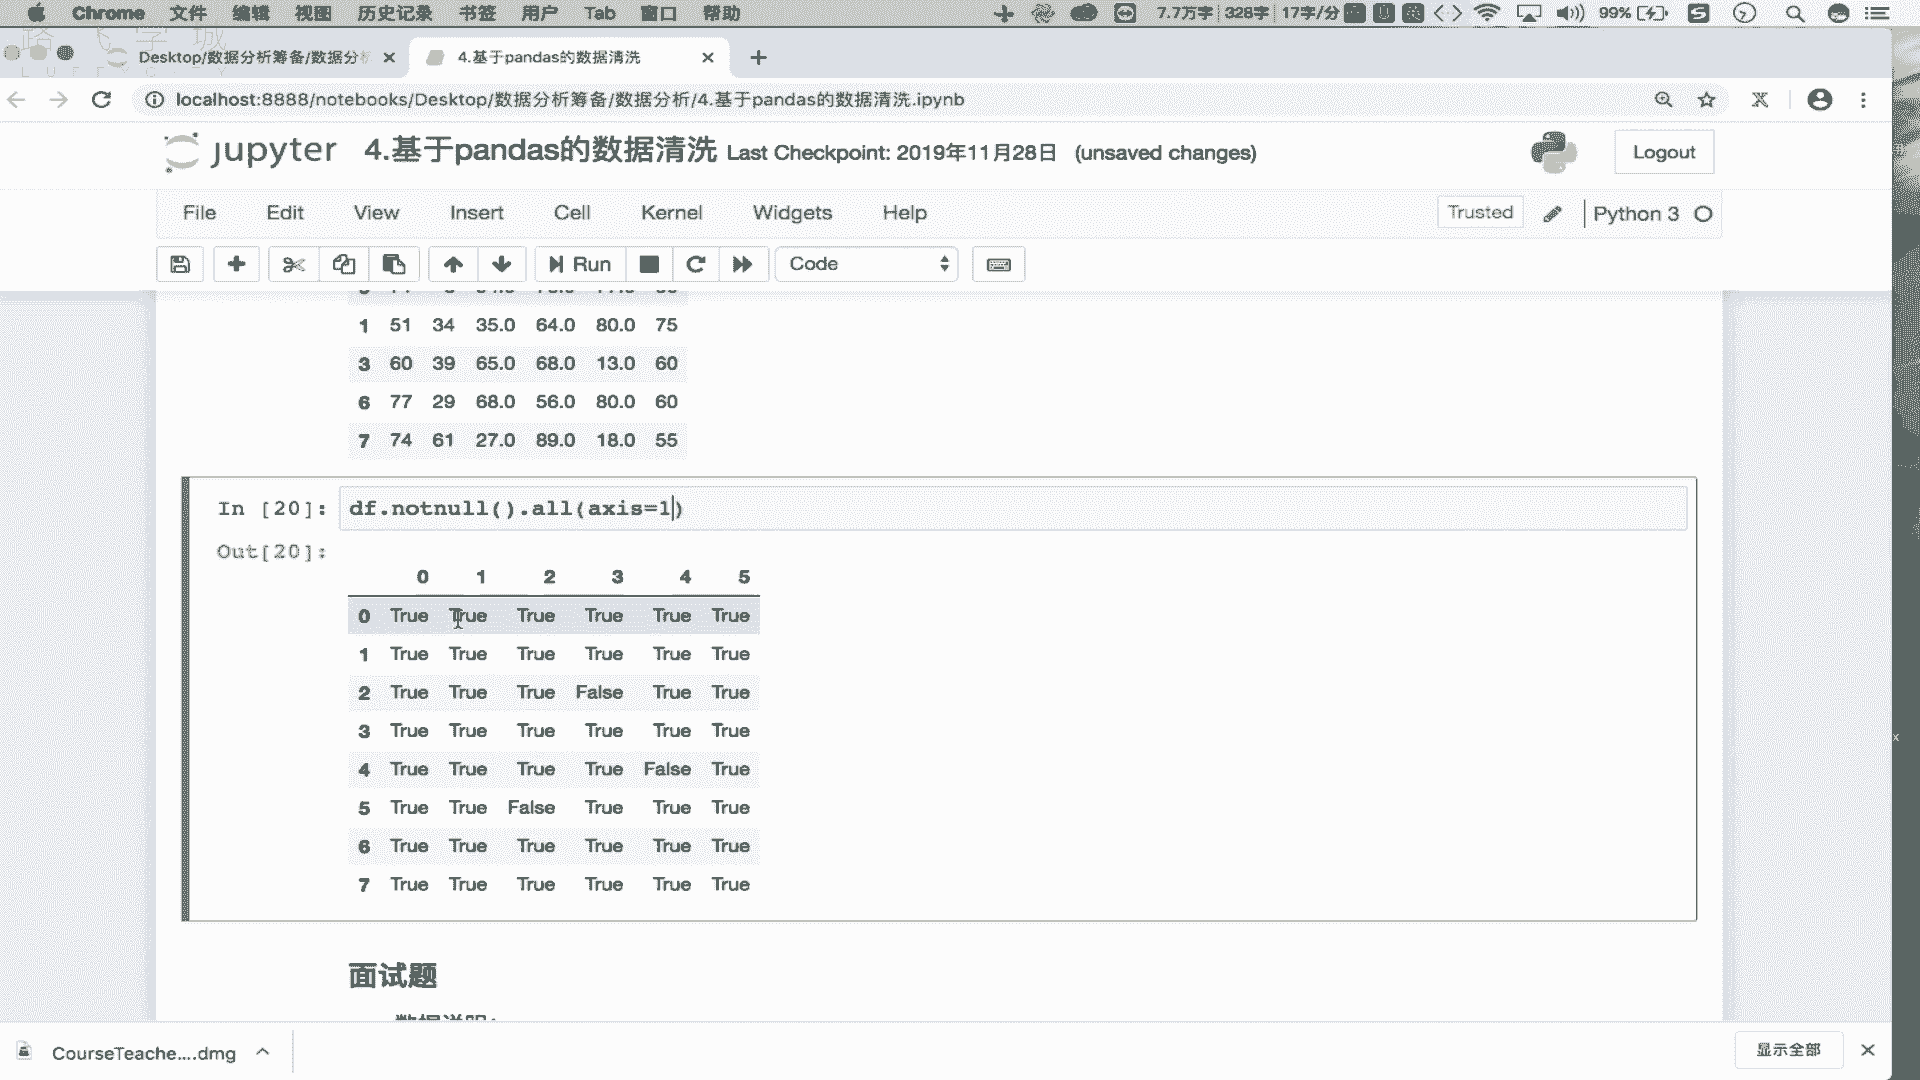 Chrome 文件 编辑 视图 历史记录 书签 用户 Tab 窗口 帮助 7.7万字 328字 17字/分 99%
路飞学城
Desktop/数据分析筹备/数据分 4.基于pandas的数据清洗
localhost:8888/notebooks/Desktop/数据分析筹备/数据分析/4.基于pandas的数据清洗.ipynb
jupyter 4.基于pandas的数据清洗 Last Checkpoint: 2019年11月28日 (unsaved changes) Logout
File Edit View Insert Cell Kernel Widgets Help Trusted Python 3
Run Code
1 51 34 35.0 64.0 80.0 75
3 60 39 65.0 68.0 13.0 60
6 77 29 68.0 56.0 80.0 60
7 74 61 27.0 89.0 18.0 55
In [20]: df.notnull().all(axis=1)
Out[20]:
0 1 2 3 4 5
0 True True True True True True
1 True True True True True True
2 True True True False True True
3 True True True True True True
4 True True True True False True
5 True True False True True True
6 True True True True True True
7 True True True True True True
面试题
数据说明:
CourseTeache....dmg 显示全部